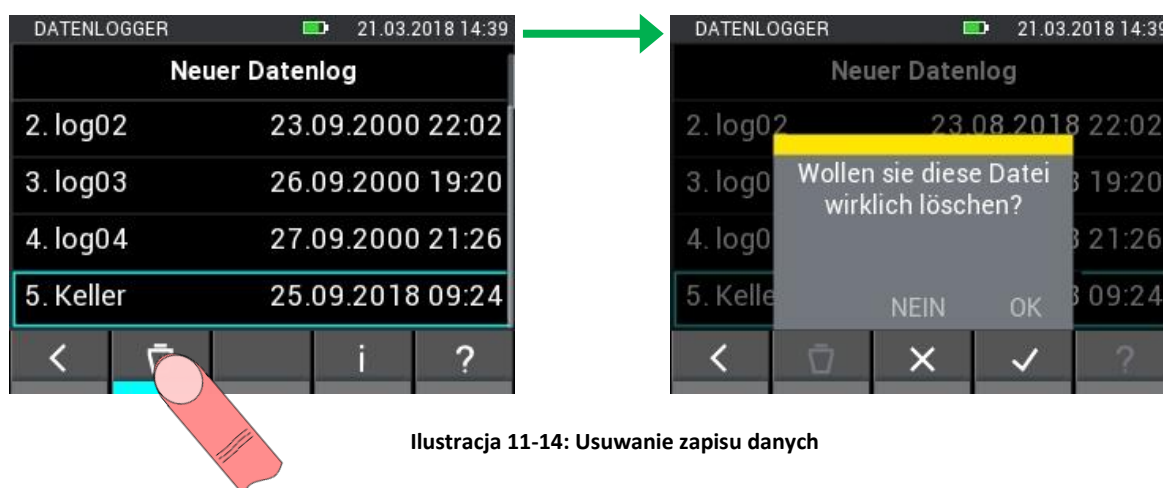 DATENLOGGER 21.03.2018 14:39
Neuer Datenlog
2. log02 23.09.2000 22:02
3. log03 26.09.2000 19:20
4. log04 27.09.2000 21:26
5. Keller 25.09.2018 09:24
i ?
DATENLOGGER 21.03.2018 14:39
Neuer Datenlog
2. log02 23.08.2018 22:02
3. log0 19:20
4. log0 21:26
5. Kelle 09:24
Wollen sie diese Datei
wirklich löschen?
NEIN OK
?
Ilustracja 11-14: Usuwanie zapisu danych